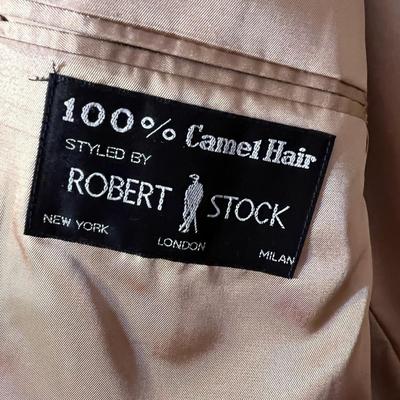 100% Camel Hair
STYLED BY
ROBERT STOCK
NEW YORK LONDON MILAN